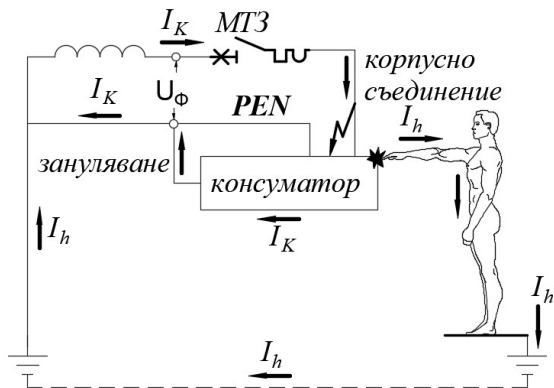 I_K МТЗ
корпусно
съединение
I_K U_Ф PEN I_h
зануляване
консуматор
I_h I_K
I_h
I_h